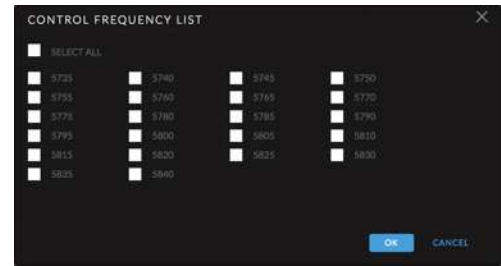 CONTROL FREQUENCY LIST
SELECT ALL
5735 5740 5745 5750
5755 5760 5765 5770
5775 5780 5785 5790
5795 5800 5805 5810
5815 5820 5825 5830
5835 5840
OK CANCEL